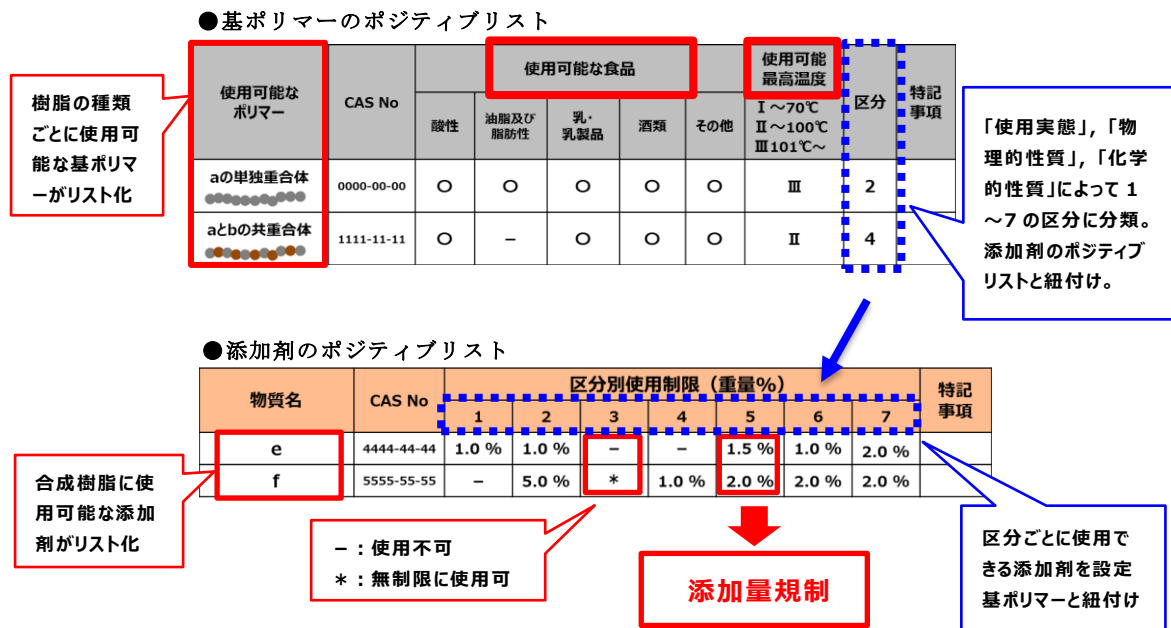 ●基ポリマーのポジティブリスト
使用可能な
ポリマー
CAS No
使用可能な食品
使用可能
最高温度
区分
特記
事項
酸性
油脂及び
脂肪性
乳・
乳製品
酒類
その他
Ⅰ ～70℃
Ⅱ ～100℃
Ⅲ 101℃～
aの単独重合体
0000-00-00
○
○
○
○
○
Ⅲ
2
aとbの共重合体
1111-11-11
○
－
○
○
○
Ⅱ
4
樹脂の種類
ごとに使用可
能な基ポリマ
ーがリスト化
「使用実態」，「物
理的性質」，「化学
的性質」によって 1
～7 の区分に分類。
添加剤のポジティブ
リストと紐付け。
●添加剤のポジティブリスト
物質名
CAS No
区分別使用制限（重量％）
特記
事項
1
2
3
4
5
6
7
e
4444-44-44
1.0 %
1.0 %
－
－
1.5 %
1.0 %
2.0 %
f
5555-55-55
－
5.0 %
*
1.0 %
2.0 %
2.0 %
2.0 %
合成樹脂に使
用可能な添加
剤がリスト化
－：使用不可
＊：無制限に使用可
添加量規制
区分ごとに使用で
きる添加剤を設定
基ポリマーと紐付け